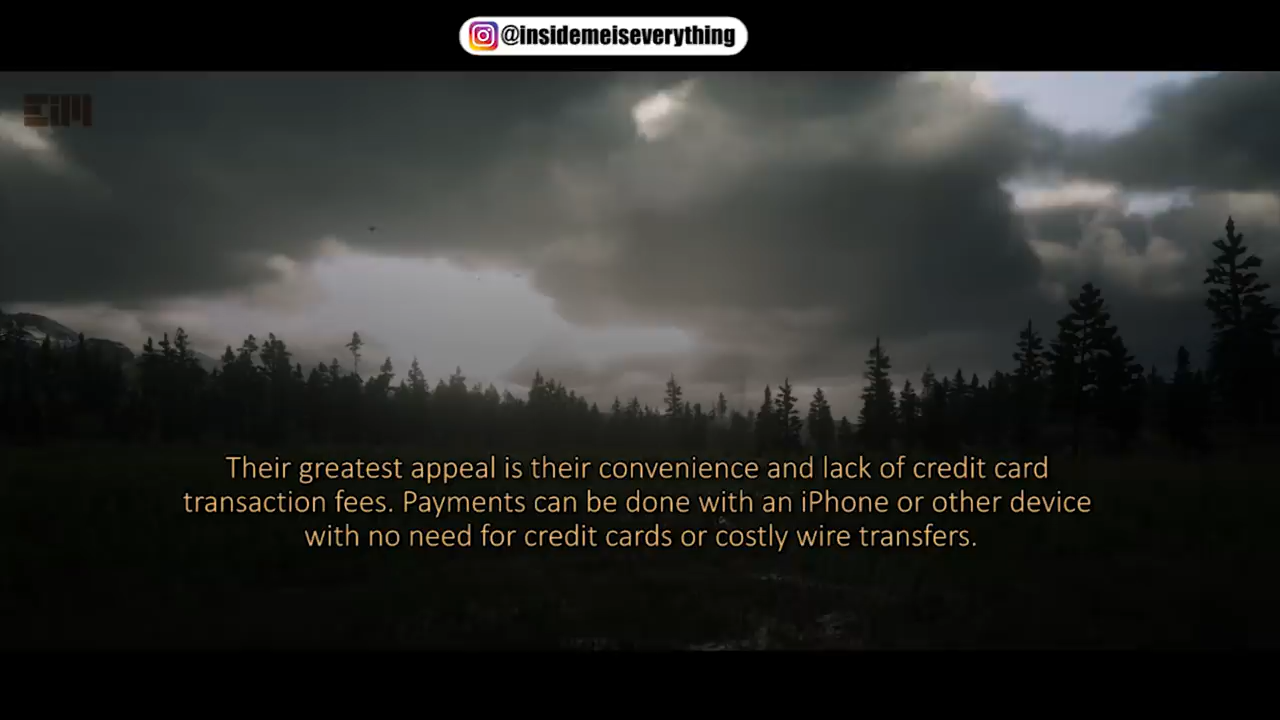 @insidemeiseverything
EiM
Their greatest appeal is their convenience and lack of credit card
transaction fees. Payments can be done with an iPhone or other device
with no need for credit cards or costly wire transfers.